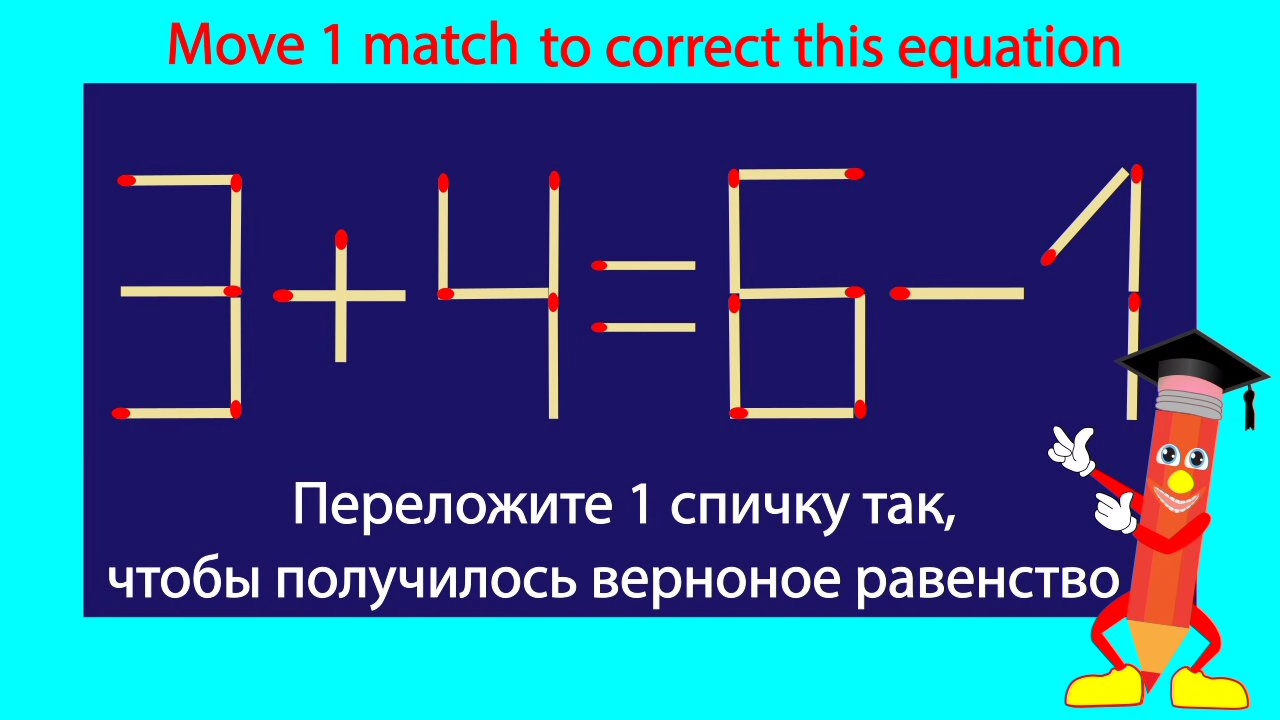 Move 1 match to correct this equation
3+4=6-1
Переложите 1 спичку так,
чтобы получилось верноное равенство